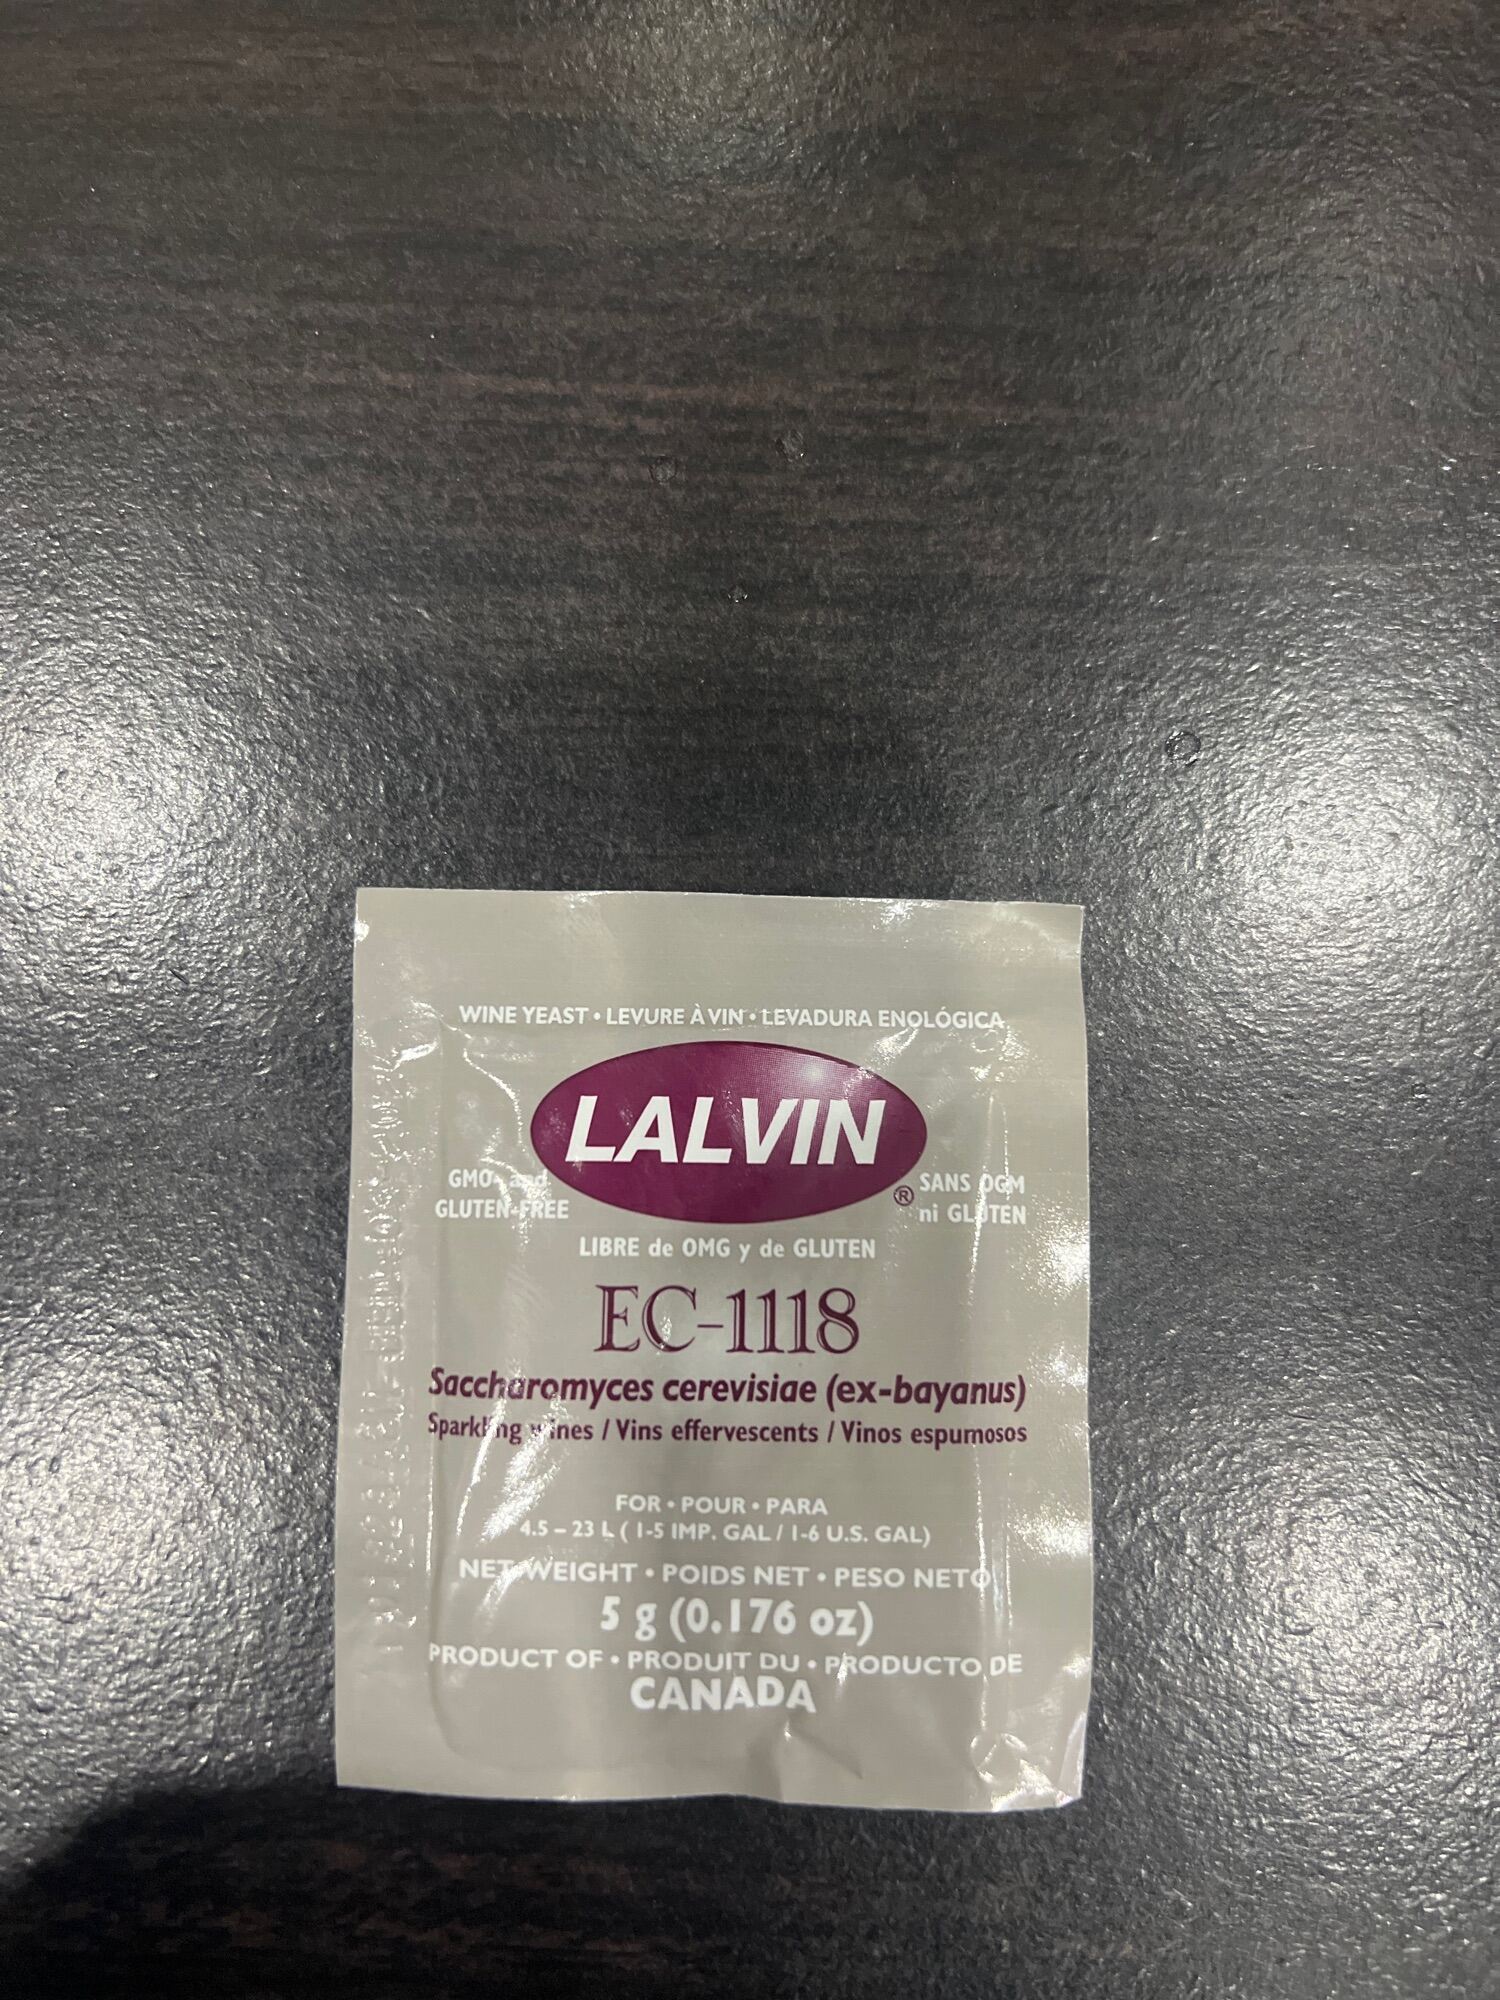 WINE YEAST • LEVURE À VIN • LEVADURA ENOLÓGICA
LALVIN
®
GMO- and
GLUTEN-FREE
SANS OGM
ni GLUTEN
LIBRE de OMG y de GLUTEN
EC-1118
Saccharomyces cerevisiae (ex-bayanus)
Sparkling wines / Vins effervescents / Vinos espumosos
FOR • POUR • PARA
4.5 – 23 L ( 1-5 IMP. GAL / 1-6 U.S. GAL)
NET WEIGHT • POIDS NET • PESO NETO
5 g (0.176 oz)
PRODUCT OF • PRODUIT DU • PRODUCTO DE
CANADA